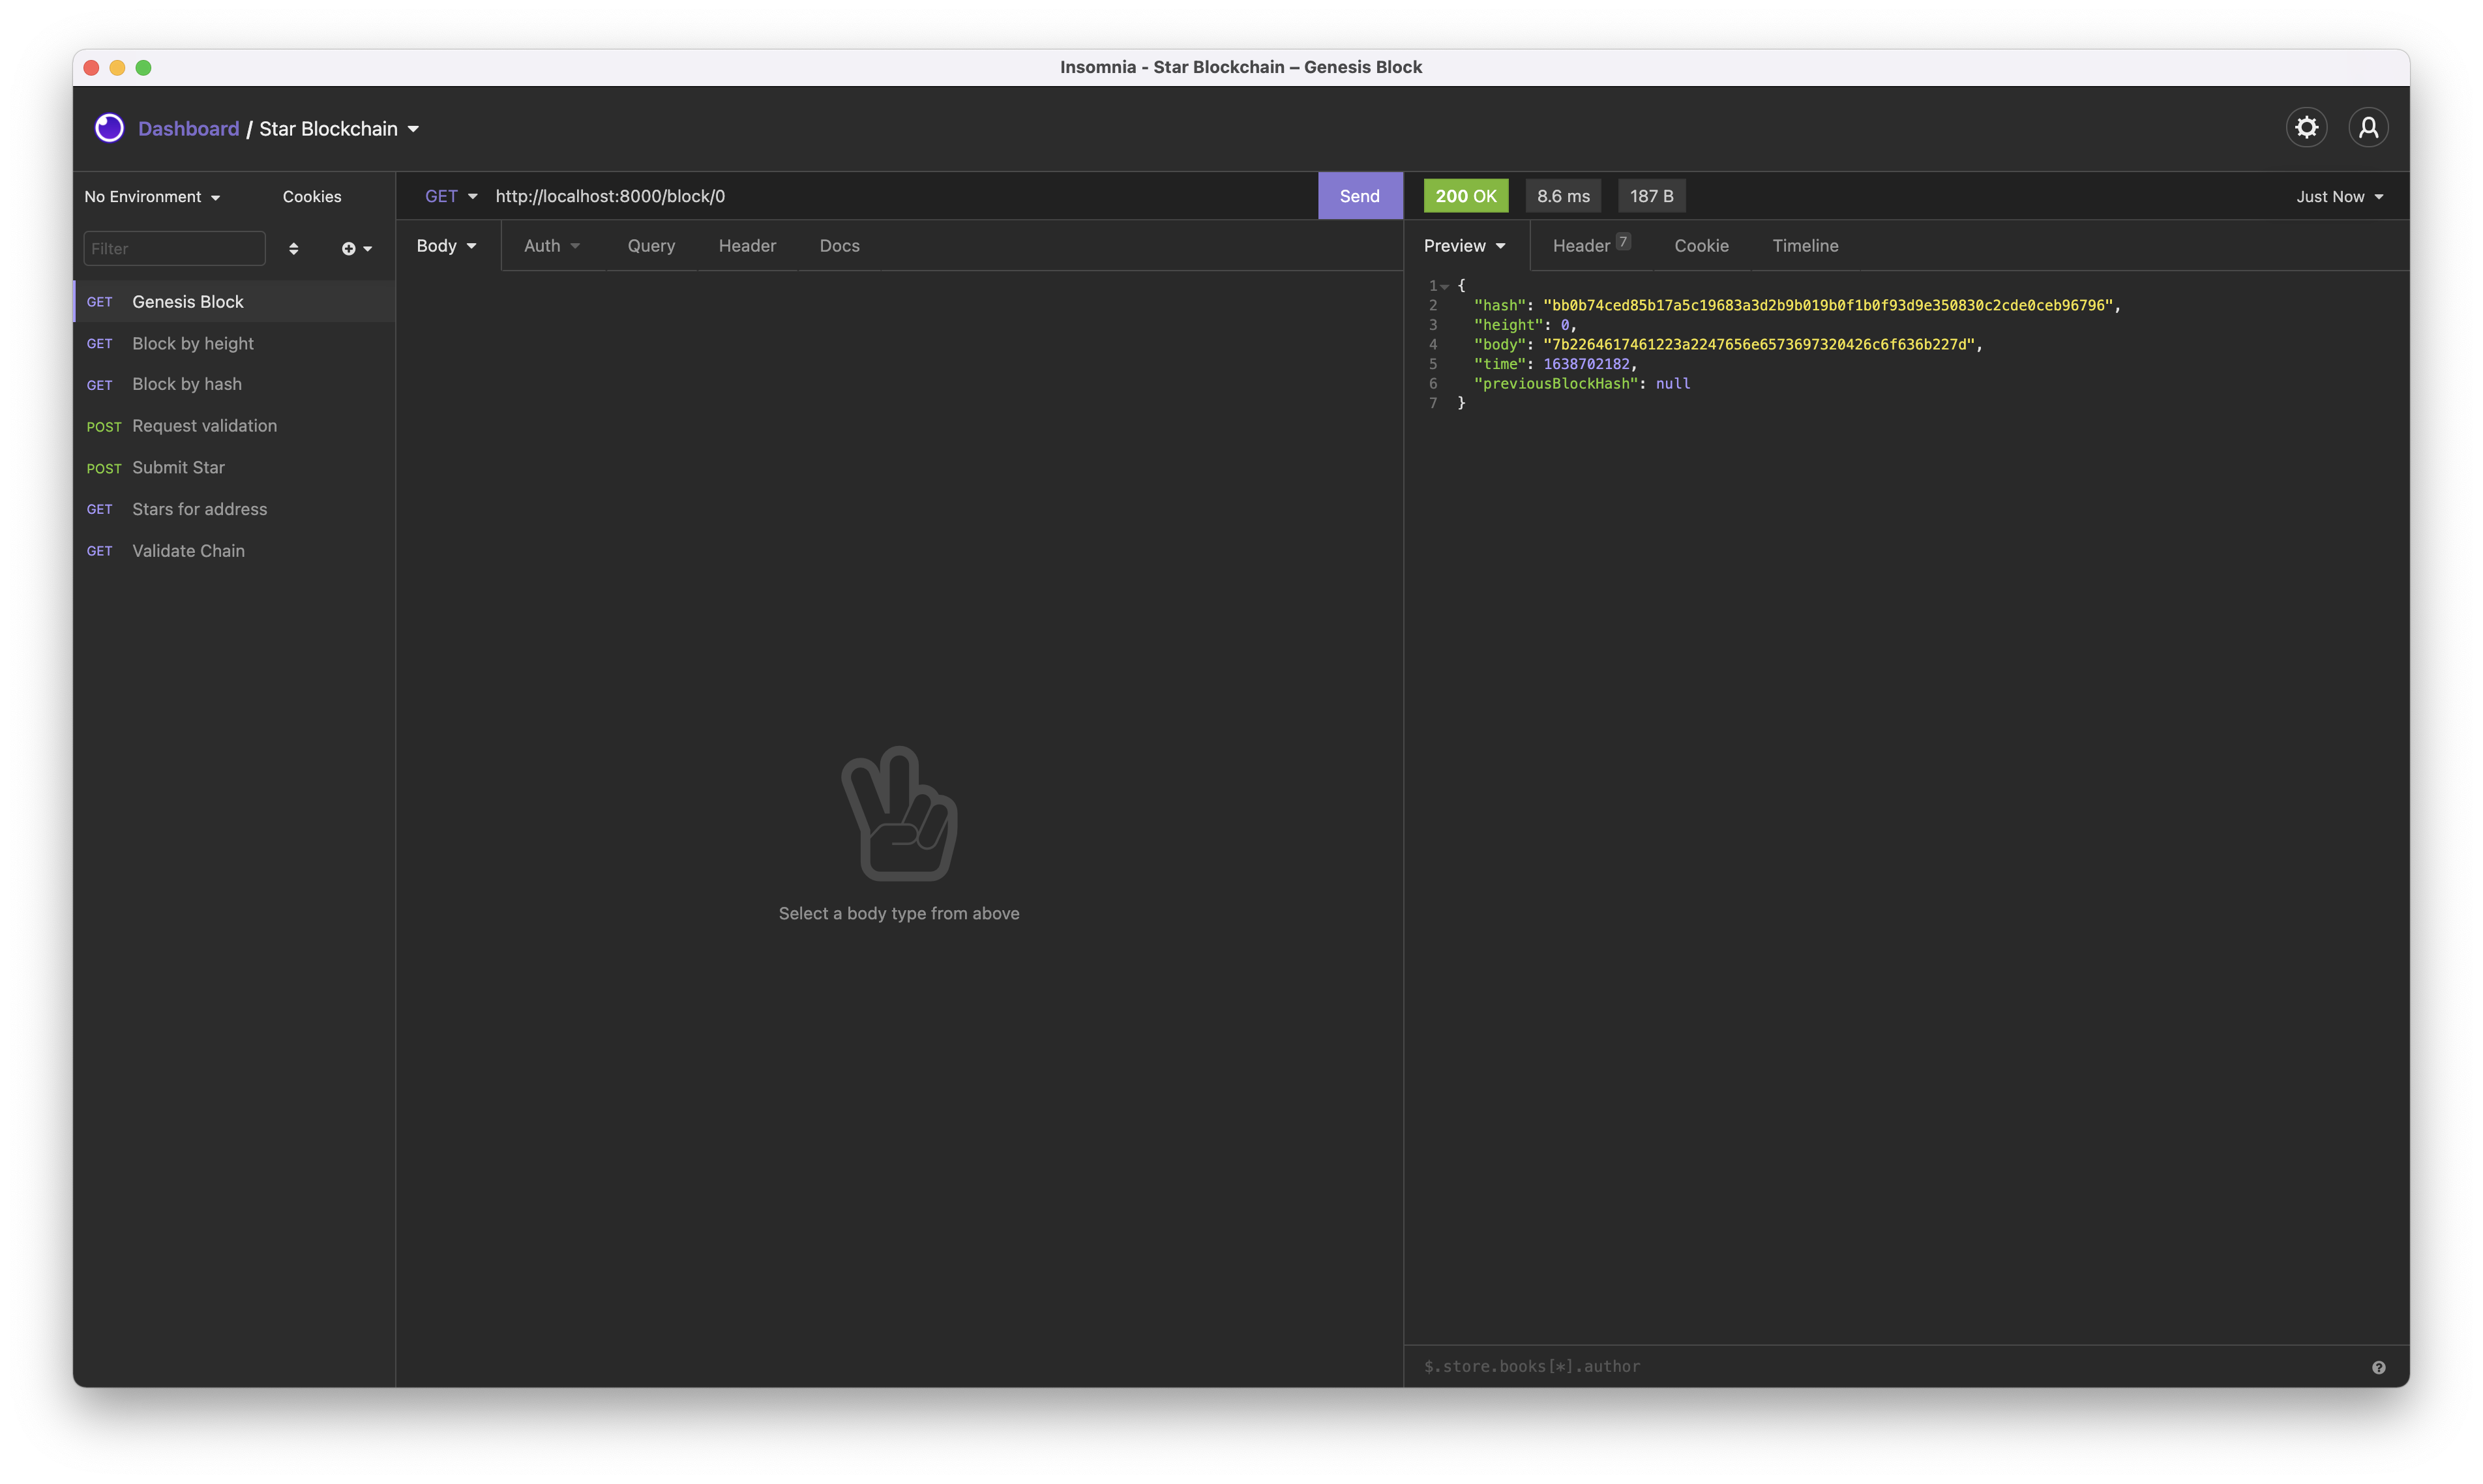 Insomnia - Star Blockchain – Genesis Block
Dashboard / Star Blockchain
No Environment Cookies
Filter
GET Genesis Block
GET Block by height
GET Block by hash
POST Request validation
POST Submit Star
GET Stars for address
GET Validate Chain
GET http://localhost:8000/block/0 Send
Body Auth Query Header Docs
Select a body type from above
200 OK 8.6 ms 187 B Just Now
Preview Header 7 Cookie Timeline
1 {
2 "hash": "bb0b74ced85b17a5c19683a3d2b9b019b0f1b0f93d9e350830c2cde0ceb96796",
3 "height": 0,
4 "body": "7b2264617461223a2247656e6573697320426c6f636b227d",
5 "time": 1638702182,
6 "previousBlockHash": null
7 }
$.store.books[*].author